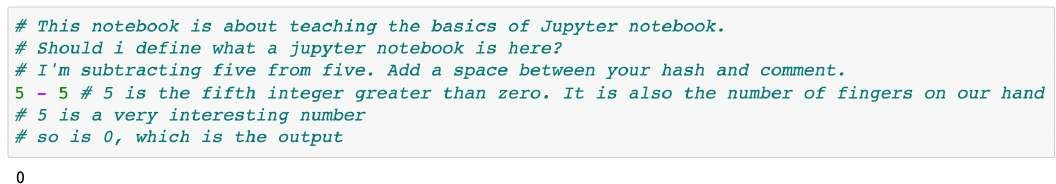 # This notebook is about teaching the basics of Jupyter notebook.
# Should i define what a jupyter notebook is here?
# I'm subtracting five from five. Add a space between your hash and comment.
5 - 5 # 5 is the fifth integer greater than zero. It is also the number of fingers on our hand
# 5 is a very interesting number
# so is 0, which is the output
0